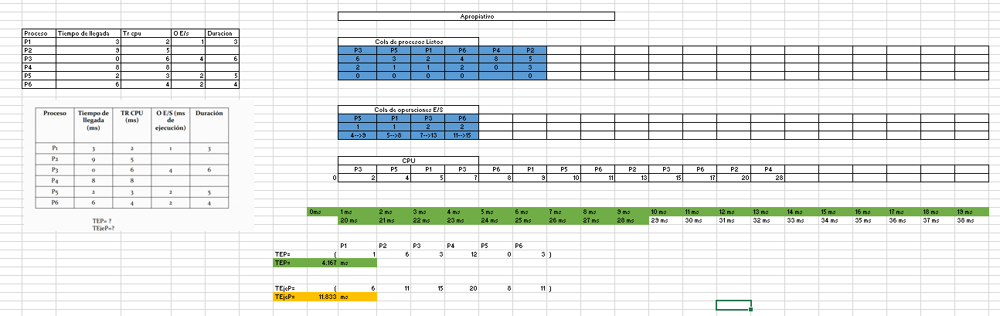 Apropiativo
Proceso Tiempo de llegada Tr cpu O E/s Duracion
P1 3 2 1 3
P2 9 5
P3 0 6 4 6
P4 8 8
P5 2 3 2 5
P6 6 4 2 4
Cola de procesos Listos
P3 P5 P1 P6 P4 P2
6 3 2 4 8 5
2 1 1 2 0 3
0 0 0 0 0
Proceso Tiempo de llegada (ms) TR CPU (ms) O E/S (ms de ejecución) Duración
P1 3 2 1 3
P2 9 5
P3 0 6 4 6
P4 8 8
P5 2 3 2 5
P6 6 4 2 4
TEP= ?
TEjeP=?
Cola de operaciones E/S
P5 P1 P3 P6
1 1 2 2
4-->9 5-->8 7-->13 11-->15
CPU
P3 P5 P1 P3 P6 P1 P5 P6 P2 P3 P6 P2 P4
0 2 4 5 7 8 9 10 11 13 15 17 20 28
0ms 1 ms 2 ms 3 ms 4 ms 5 ms 6 ms 7 ms 8 ms 9 ms 10 ms 11 ms 12 ms 13 ms 14 ms 15 ms 16 ms 17 ms 18 ms 19 ms
20 ms 21 ms 22 ms 23 ms 24 ms 25 ms 26 ms 27 ms 28 ms 29 ms 30 ms 31 ms 32 ms 33 ms 34 ms 35 ms 36 ms 37 ms 38 ms
P1 P2 P3 P4 P5 P6
TEP= ( 1 6 3 12 0 3 )
TEP= 4.167 ms
TEjeP= ( 6 11 15 20 8 11 )
TEjeP= 11.833 ms